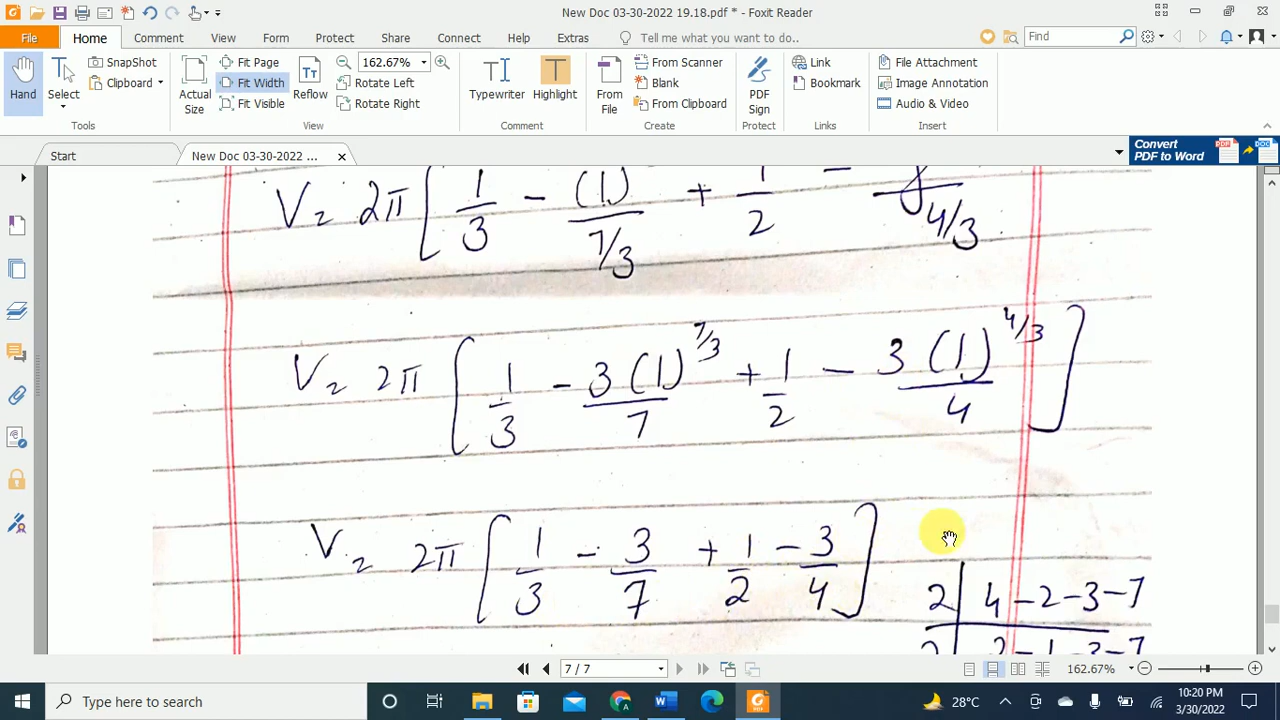 New Doc 03-30-2022 19.18.pdf * - Foxit Reader
File Home Comment View Form Protect Share Connect Help Extras Tell me what you want to do.. Find
Hand Select SnapShot Clipboard Tools
Actual Size Fit Page Fit Width Fit Visible Reflow 162.67% Rotate Left Rotate Right View
Typewriter Highlight Comment
From File From Scanner Blank From Clipboard Create
PDF Sign Protect
Link Bookmark Links
File Attachment Image Annotation Audio & Video Insert
Start New Doc 03-30-2022 ... Convert PDF to Word
V = 2π [ 1/3 - (1)/7/3 + 1/2 - /4/3
V = 2π [ 1/3 - 3(1)^7/3/7 + 1/2 - 3(1)^4/3/4 ]
V = 2π [ 1/3 - 3/7 + 1/2 - 3/4 ]
2 | 4-2-3-7
2 | 2-1-3-7
7 / 7 162.67%
Type here to search 28°C 10:20 PM
3/30/2022